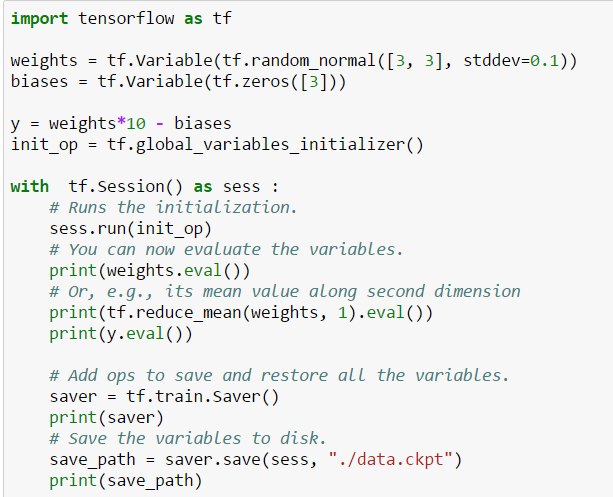 import tensorflow as tf
weights = tf.Variable(tf.random_normal([3, 3], stddev=0.1))
biases = tf.Variable(tf.zeros([3]))
y = weights*10 - biases
init_op = tf.global_variables_initializer()
with  tf.Session() as sess :
    # Runs the initialization.
    sess.run(init_op)
    # You can now evaluate the variables.
    print(weights.eval())
    # Or, e.g., its mean value along second dimension
    print(tf.reduce_mean(weights, 1).eval())
    print(y.eval())
    # Add ops to save and restore all the variables.
    saver = tf.train.Saver()
    print(saver)
    # Save the variables to disk.
    save_path = saver.save(sess, "./data.ckpt")
    print(save_path)